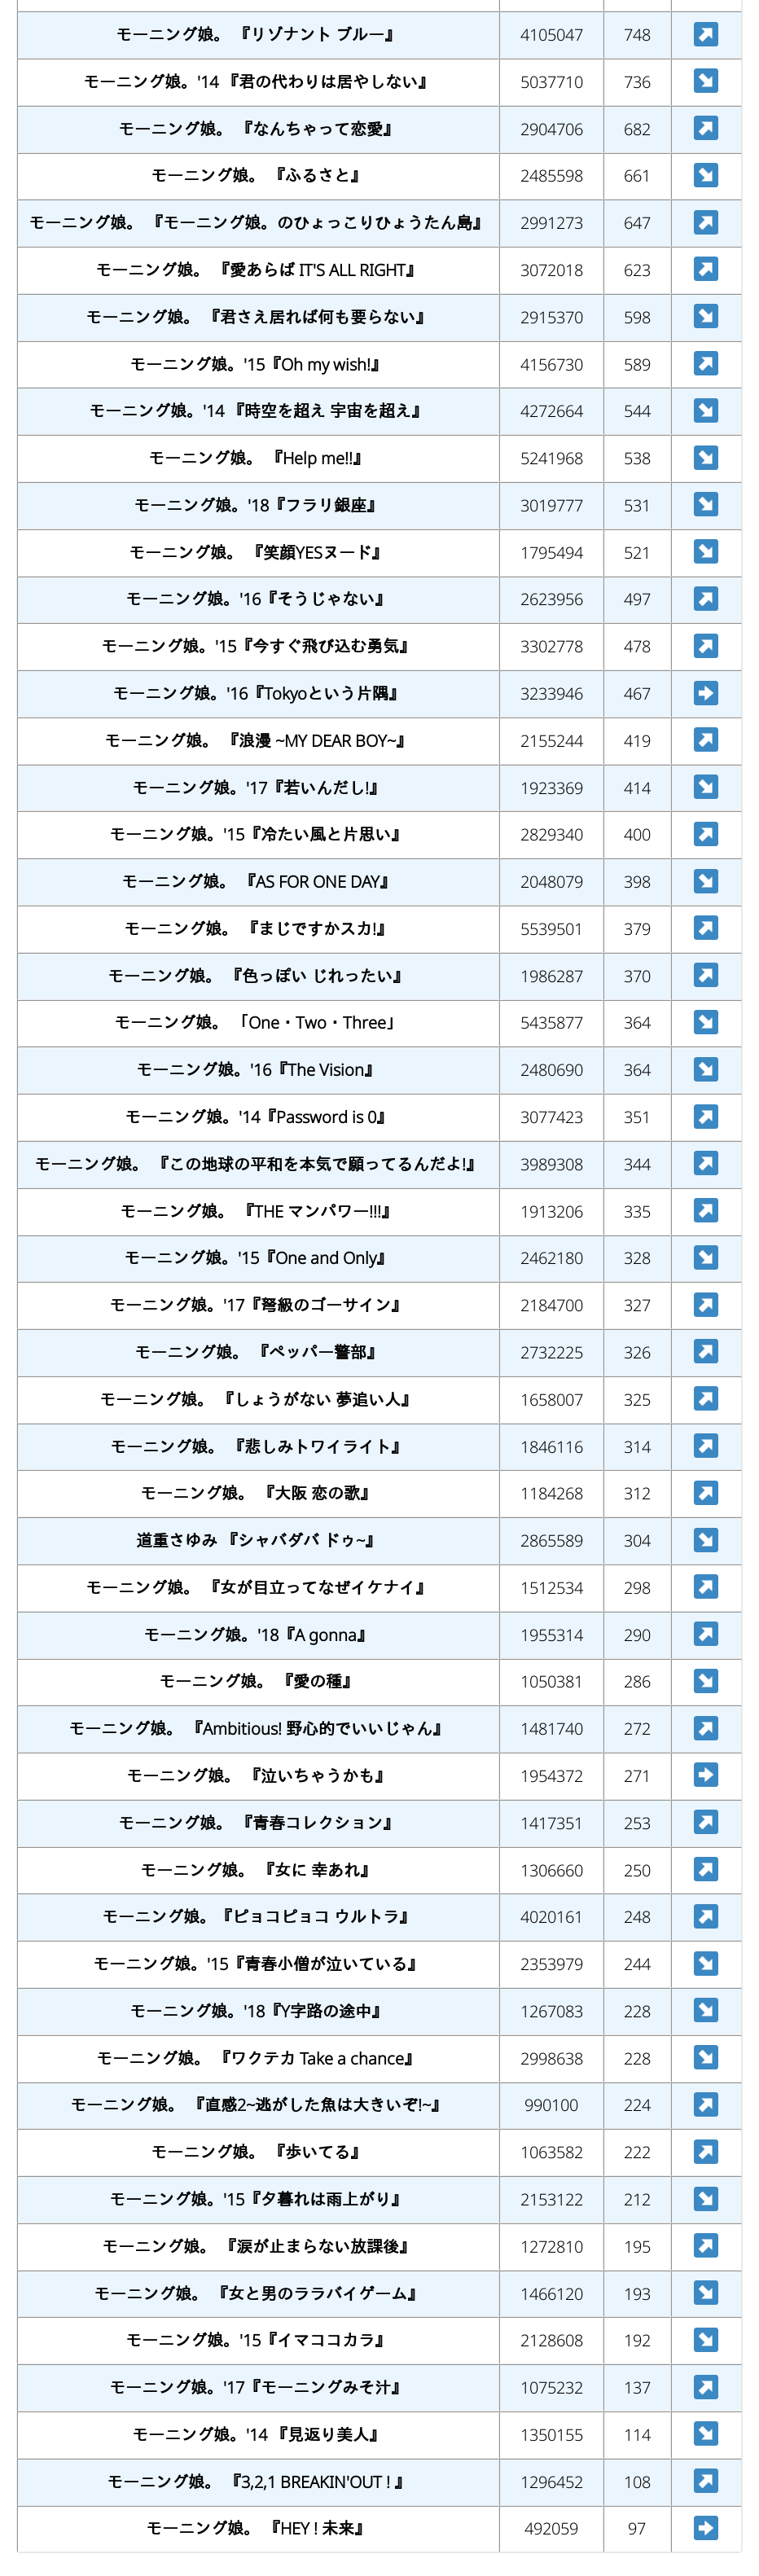 モーニング娘。 『リゾナント ブルー』 4105047 748 ↗
モーニング娘。'14 『君の代わりは居やしない』 5037710 736 ↘
モーニング娘。 『なんちゃって恋愛』 2904706 682 ↗
モーニング娘。 『ふるさと』 2485598 661 ↘
モーニング娘。 『モーニング娘。のひょっこりひょうたん島』 2991273 647 ↗
モーニング娘。 『愛あらば IT'S ALL RIGHT』 3072018 623 ↗
モーニング娘。 『君さえ居れば何も要らない』 2915370 598 ↘
モーニング娘。'15『Oh my wish!』 4156730 589 ↗
モーニング娘。'14 『時空を超え 宇宙を超え』 4272664 544 ↘
モーニング娘。 『Help me!!』 5241968 538 ↘
モーニング娘。'18『フラリ銀座』 3019777 531 ↘
モーニング娘。 『笑顔YESヌード』 1795494 521 ↘
モーニング娘。'16『そうじゃない』 2623956 497 ↗
モーニング娘。'15『今すぐ飛び込む勇気』 3302778 478 ↗
モーニング娘。'16『Tokyoという片隅』 3233946 467 ➡
モーニング娘。 『浪漫 ~MY DEAR BOY~』 2155244 419 ↗
モーニング娘。'17『若いんだし!』 1923369 414 ↘
モーニング娘。'15『冷たい風と片思い』 2829340 400 ↗
モーニング娘。 『AS FOR ONE DAY』 2048079 398 ↘
モーニング娘。 『まじですかスカ!』 5539501 379 ↗
モーニング娘。 『色っぽい じれったい』 1986287 370 ↗
モーニング娘。 「One・Two・Three」 5435877 364 ↘
モーニング娘。'16『The Vision』 2480690 364 ↘
モーニング娘。'14『Password is 0』 3077423 351 ↗
モーニング娘。 『この地球の平和を本気で願ってるんだよ!』 3989308 344 ↗
モーニング娘。 『THE マンパワー!!!』 1913206 335 ↗
モーニング娘。'15『One and Only』 2462180 328 ↘
モーニング娘。'17『弩級のゴーサイン』 2184700 327 ↗
モーニング娘。 『ペッパー警部』 2732225 326 ↗
モーニング娘。 『しょうがない 夢追い人』 1658007 325 ↗
モーニング娘。 『悲しみトワイライト』 1846116 314 ↗
モーニング娘。 『大阪 恋の歌』 1184268 312 ↗
道重さゆみ 『シャバダバ ドゥ~』 2865589 304 ↘
モーニング娘。 『女が目立ってなぜイケナイ』 1512534 298 ↗
モーニング娘。'18『A gonna』 1955314 290 ↗
モーニング娘。 『愛の種』 1050381 286 ↘
モーニング娘。 『Ambitious! 野心的でいいじゃん』 1481740 272 ↗
モーニング娘。 『泣いちゃうかも』 1954372 271 ➡
モーニング娘。 『青春コレクション』 1417351 253 ↗
モーニング娘。 『女に 幸あれ』 1306660 250 ↗
モーニング娘。『ピョコピョコ ウルトラ』 4020161 248 ↗
モーニング娘。'15『青春小僧が泣いている』 2353979 244 ↘
モーニング娘。'18『Y字路の途中』 1267083 228 ↘
モーニング娘。 『ワクテカ Take a chance』 2998638 228 ↘
モーニング娘。 『直感2~逃がした魚は大きいぞ!~』 990100 224 ↗
モーニング娘。 『歩いてる』 1063582 222 ↗
モーニング娘。'15『夕暮れは雨上がり』 2153122 212 ↘
モーニング娘。 『涙が止まらない放課後』 1272810 195 ↗
モーニング娘。 『女と男のララバイゲーム』 1466120 193 ↘
モーニング娘。'15『イマココカラ』 2128608 192 ↘
モーニング娘。'17『モーニングみそ汁』 1075232 137 ↗
モーニング娘。'14 『見返り美人』 1350155 114 ↘
モーニング娘。 『3,2,1 BREAKIN'OUT ! 』 1296452 108 ↗
モーニング娘。 『HEY ! 未来』 492059 97 ➡